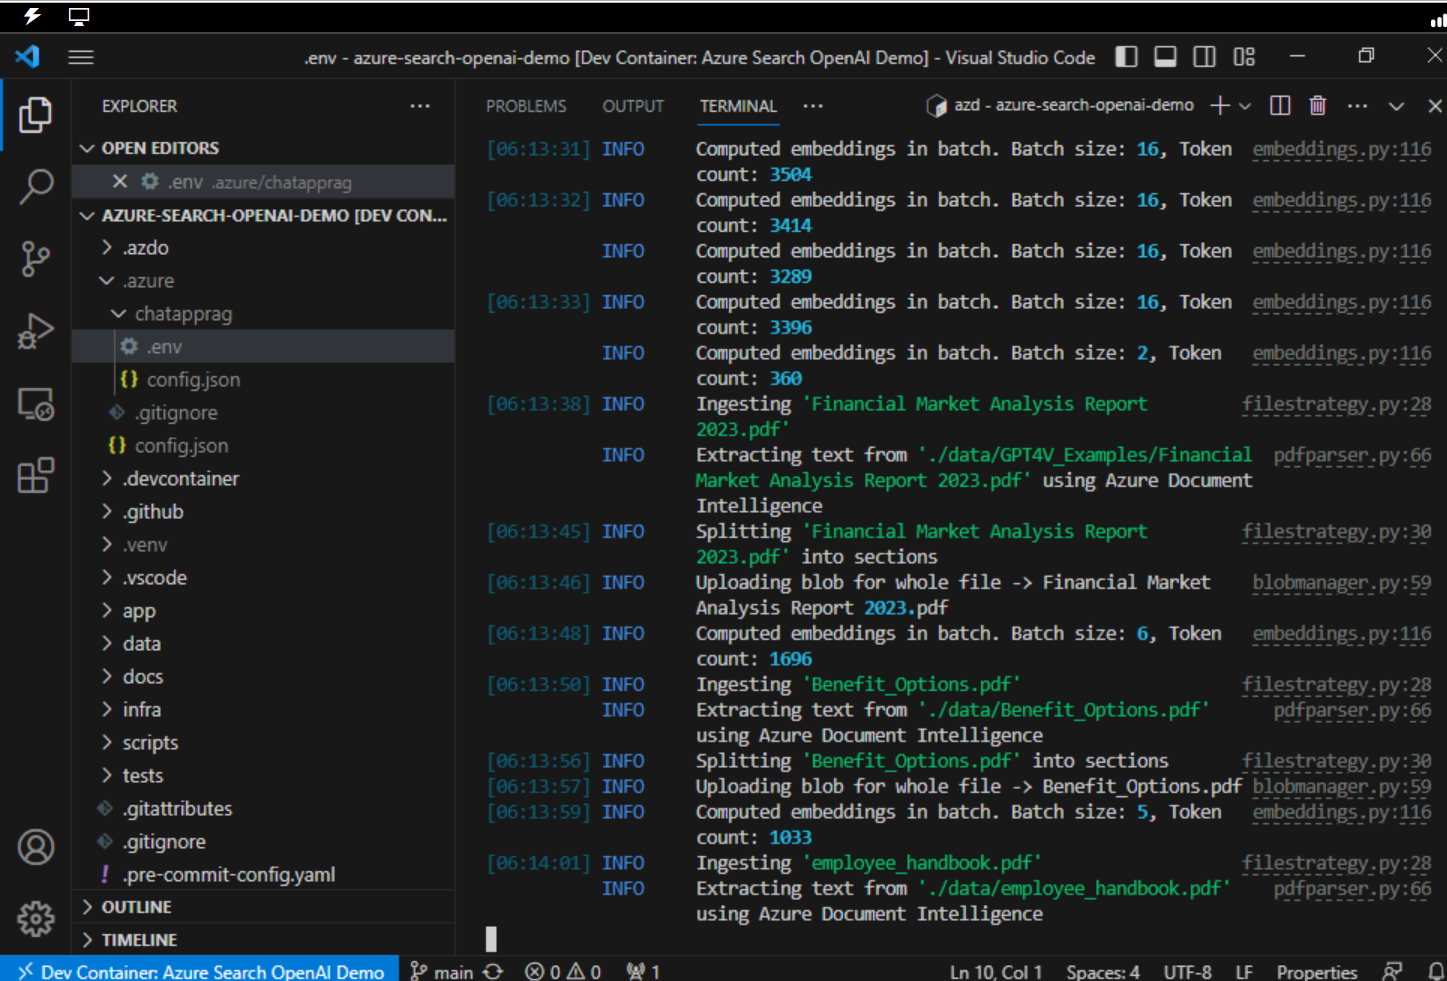 .env - azure-search-openai-demo [Dev Container: Azure Search OpenAI Demo] - Visual Studio Code
EXPLORER
OPEN EDITORS
.env .azure/chatapprag
AZURE-SEARCH-OPENAI-DEMO [DEV CON...
.azdo
.azure
chatapprag
.env
{} config.json
.gitignore
{} config.json
.devcontainer
.github
.venv
.vscode
app
data
docs
infra
scripts
tests
.gitattributes
.gitignore
! .pre-commit-config.yaml
OUTLINE
TIMELINE
PROBLEMS OUTPUT TERMINAL ··· azd - azure-search-openai-demo
[06:13:31] INFO Computed embeddings in batch. Batch size: 16, Token embeddings.py:116
count: 3504
[06:13:32] INFO Computed embeddings in batch. Batch size: 16, Token embeddings.py:116
count: 3414
INFO Computed embeddings in batch. Batch size: 16, Token embeddings.py:116
count: 3289
[06:13:33] INFO Computed embeddings in batch. Batch size: 16, Token embeddings.py:116
count: 3396
INFO Computed embeddings in batch. Batch size: 2, Token embeddings.py:116
count: 360
[06:13:38] INFO Ingesting 'Financial Market Analysis Report filestrategy.py:28
2023.pdf'
INFO Extracting text from './data/GPT4V_Examples/Financial pdfparser.py:66
Market Analysis Report 2023.pdf' using Azure Document
Intelligence
[06:13:45] INFO Splitting 'Financial Market Analysis Report filestrategy.py:30
2023.pdf' into sections
[06:13:46] INFO Uploading blob for whole file -> Financial Market blobmanager.py:59
Analysis Report 2023.pdf
[06:13:48] INFO Computed embeddings in batch. Batch size: 6, Token embeddings.py:116
count: 1696
[06:13:50] INFO Ingesting 'Benefit_Options.pdf' filestrategy.py:28
INFO Extracting text from './data/Benefit_Options.pdf' pdfparser.py:66
using Azure Document Intelligence
[06:13:56] INFO Splitting 'Benefit_Options.pdf' into sections filestrategy.py:30
[06:13:57] INFO Uploading blob for whole file -> Benefit_Options.pdf blobmanager.py:59
[06:13:59] INFO Computed embeddings in batch. Batch size: 5, Token embeddings.py:116
count: 1033
[06:14:01] INFO Ingesting 'employee_handbook.pdf' filestrategy.py:28
INFO Extracting text from './data/employee_handbook.pdf' pdfparser.py:66
using Azure Document Intelligence
Dev Container: Azure Search OpenAI Demo main 0 0 1 Ln 10, Col 1 Spaces: 4 UTF-8 LF Properties